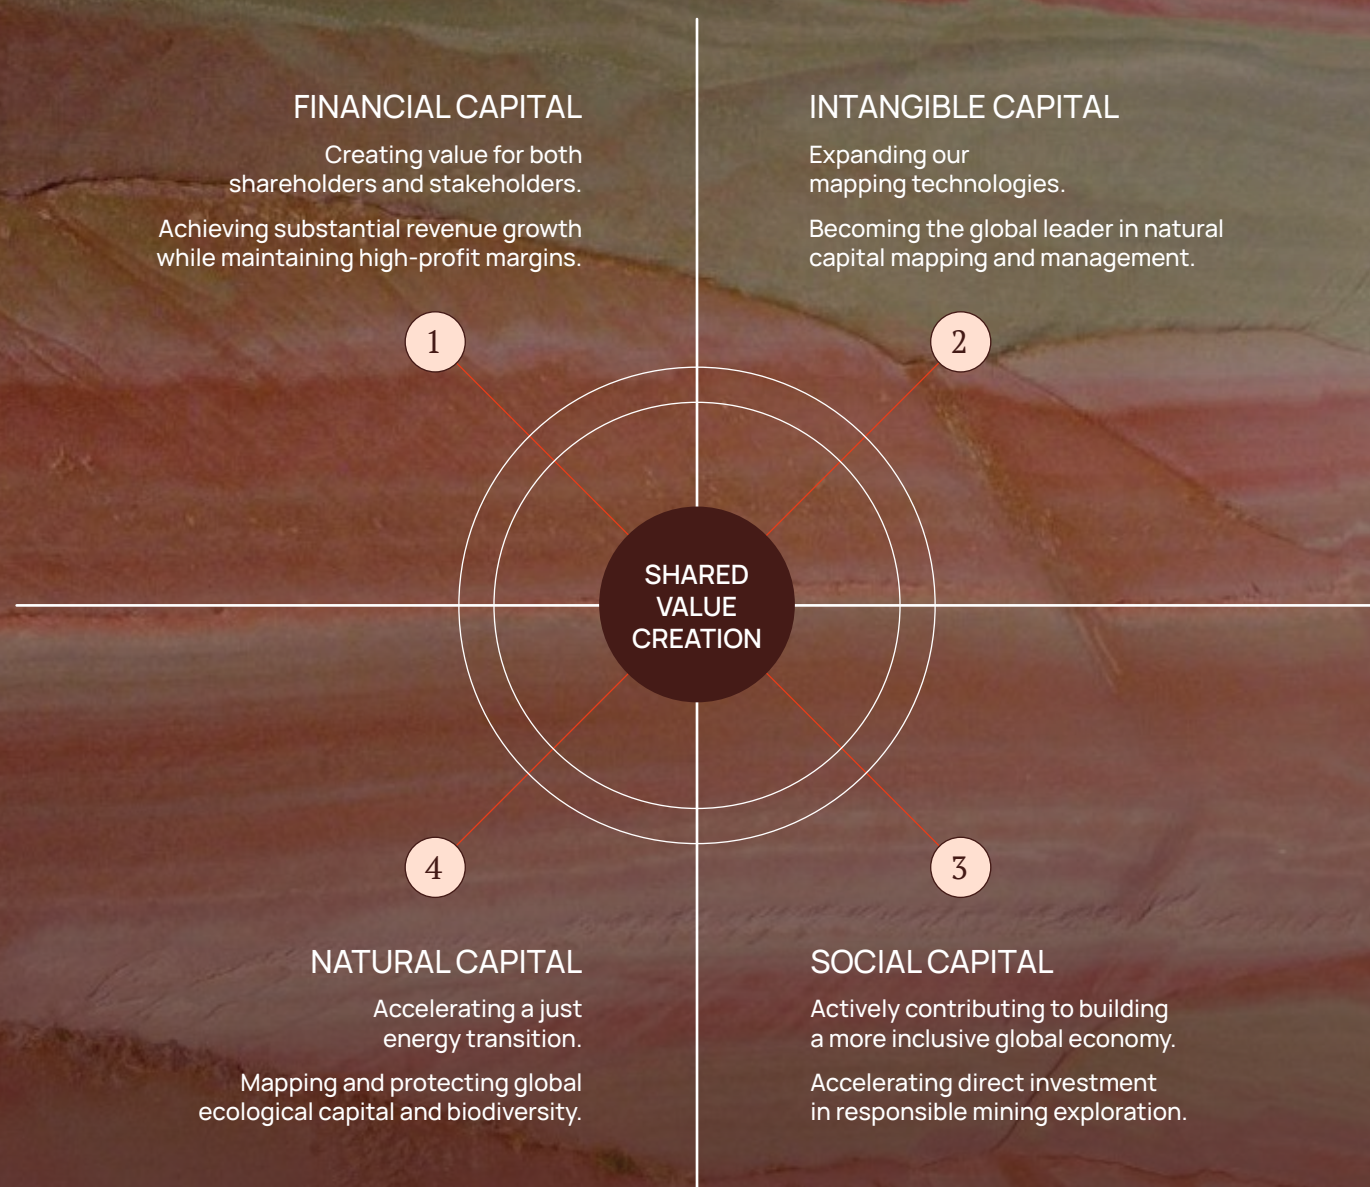 FINANCIAL CAPITAL
Creating value for both
shareholders and stakeholders.
Achieving substantial revenue growth
while maintaining high-profit margins.
1
INTANGIBLE CAPITAL
Expanding our
mapping technologies.
Becoming the global leader in natural
capital mapping and management.
2
SHARED
VALUE
CREATION
4
NATURAL CAPITAL
Accelerating a just
energy transition.
Mapping and protecting global
ecological capital and biodiversity.
3
SOCIAL CAPITAL
Actively contributing to building
a more inclusive global economy.
Accelerating direct investment
in responsible mining exploration.